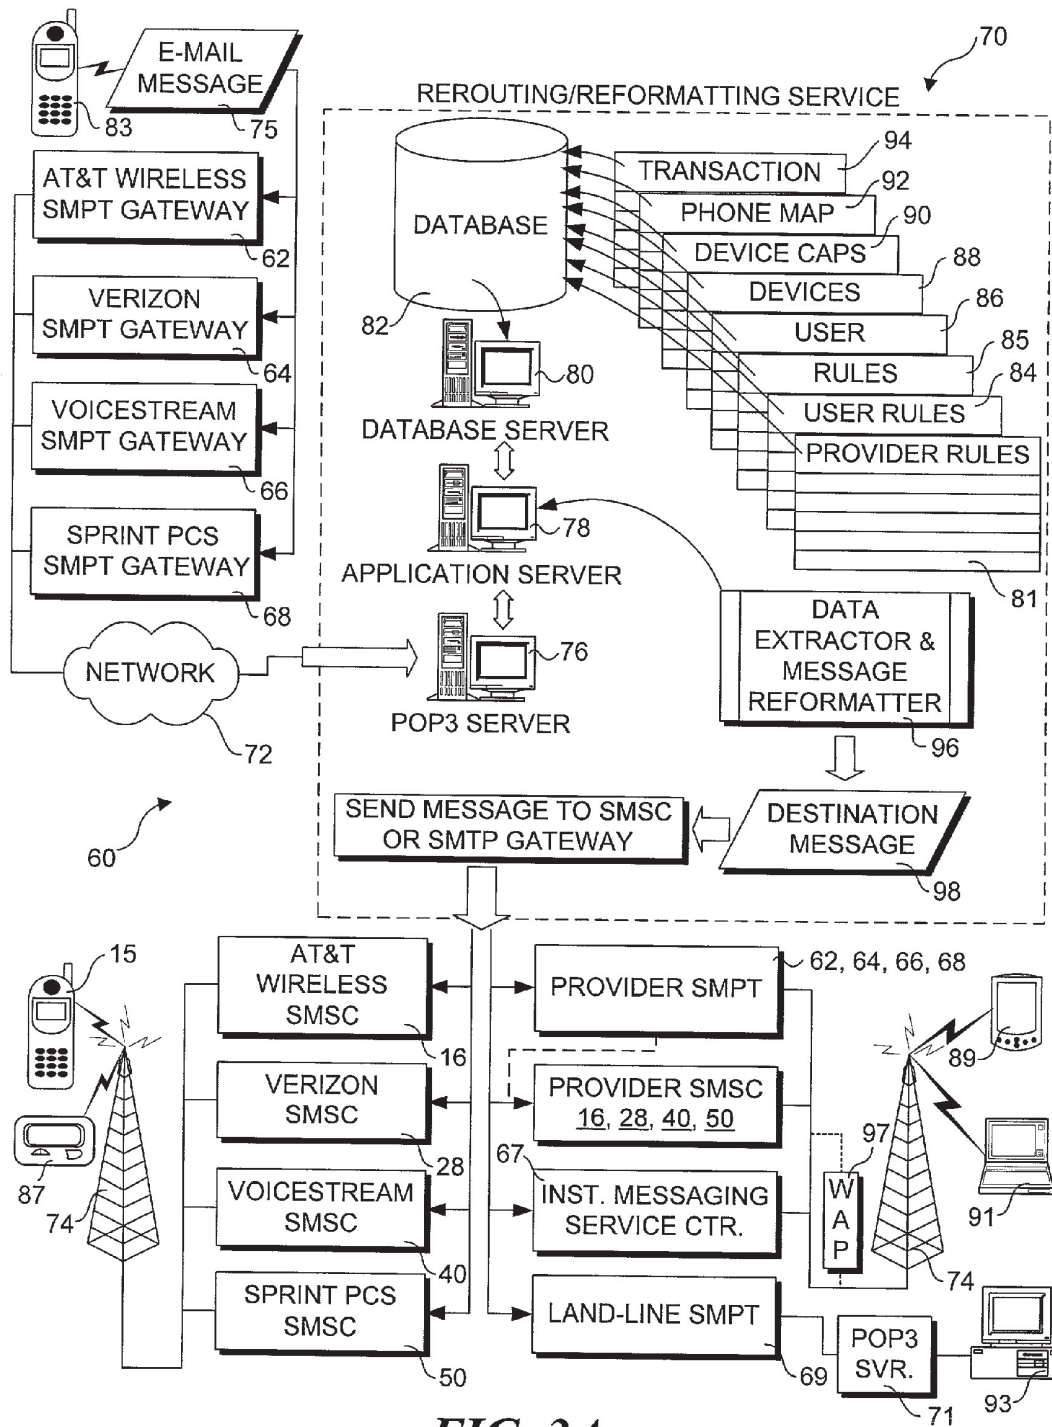 70
E-MAIL
MESSAGE
83
75
REROUTING/REFORMATTING SERVICE
AT&T WIRELESS
SMPT GATEWAY
62
VERIZON
SMPT GATEWAY
64
VOICESTREAM
SMPT GATEWAY
66
SPRINT PCS
SMPT GATEWAY
68
NETWORK
72
60
DATABASE
82
80
DATABASE SERVER
78
APPLICATION SERVER
76
POP3 SERVER
TRANSACTION
94
PHONE MAP
92
DEVICE CAPS
90
DEVICES
88
USER
86
RULES
85
USER RULES
84
PROVIDER RULES
81
DATA
EXTRACTOR &
MESSAGE
REFORMATTER
96
DESTINATION
MESSAGE
98
SEND MESSAGE TO SMSC
OR SMTP GATEWAY
15
87
74
AT&T
WIRELESS
SMSC
16
VERIZON
SMSC
28
VOICESTREAM
SMSC
40
SPRINT PCS
SMSC
50
PROVIDER SMPT
62, 64, 66, 68
PROVIDER SMSC
16, 28, 40, 50
67
INST. MESSAGING
SERVICE CTR.
LAND-LINE SMPT
69
97
WAP
74
89
91
POP3
SVR.
71
93
FIG. 2A